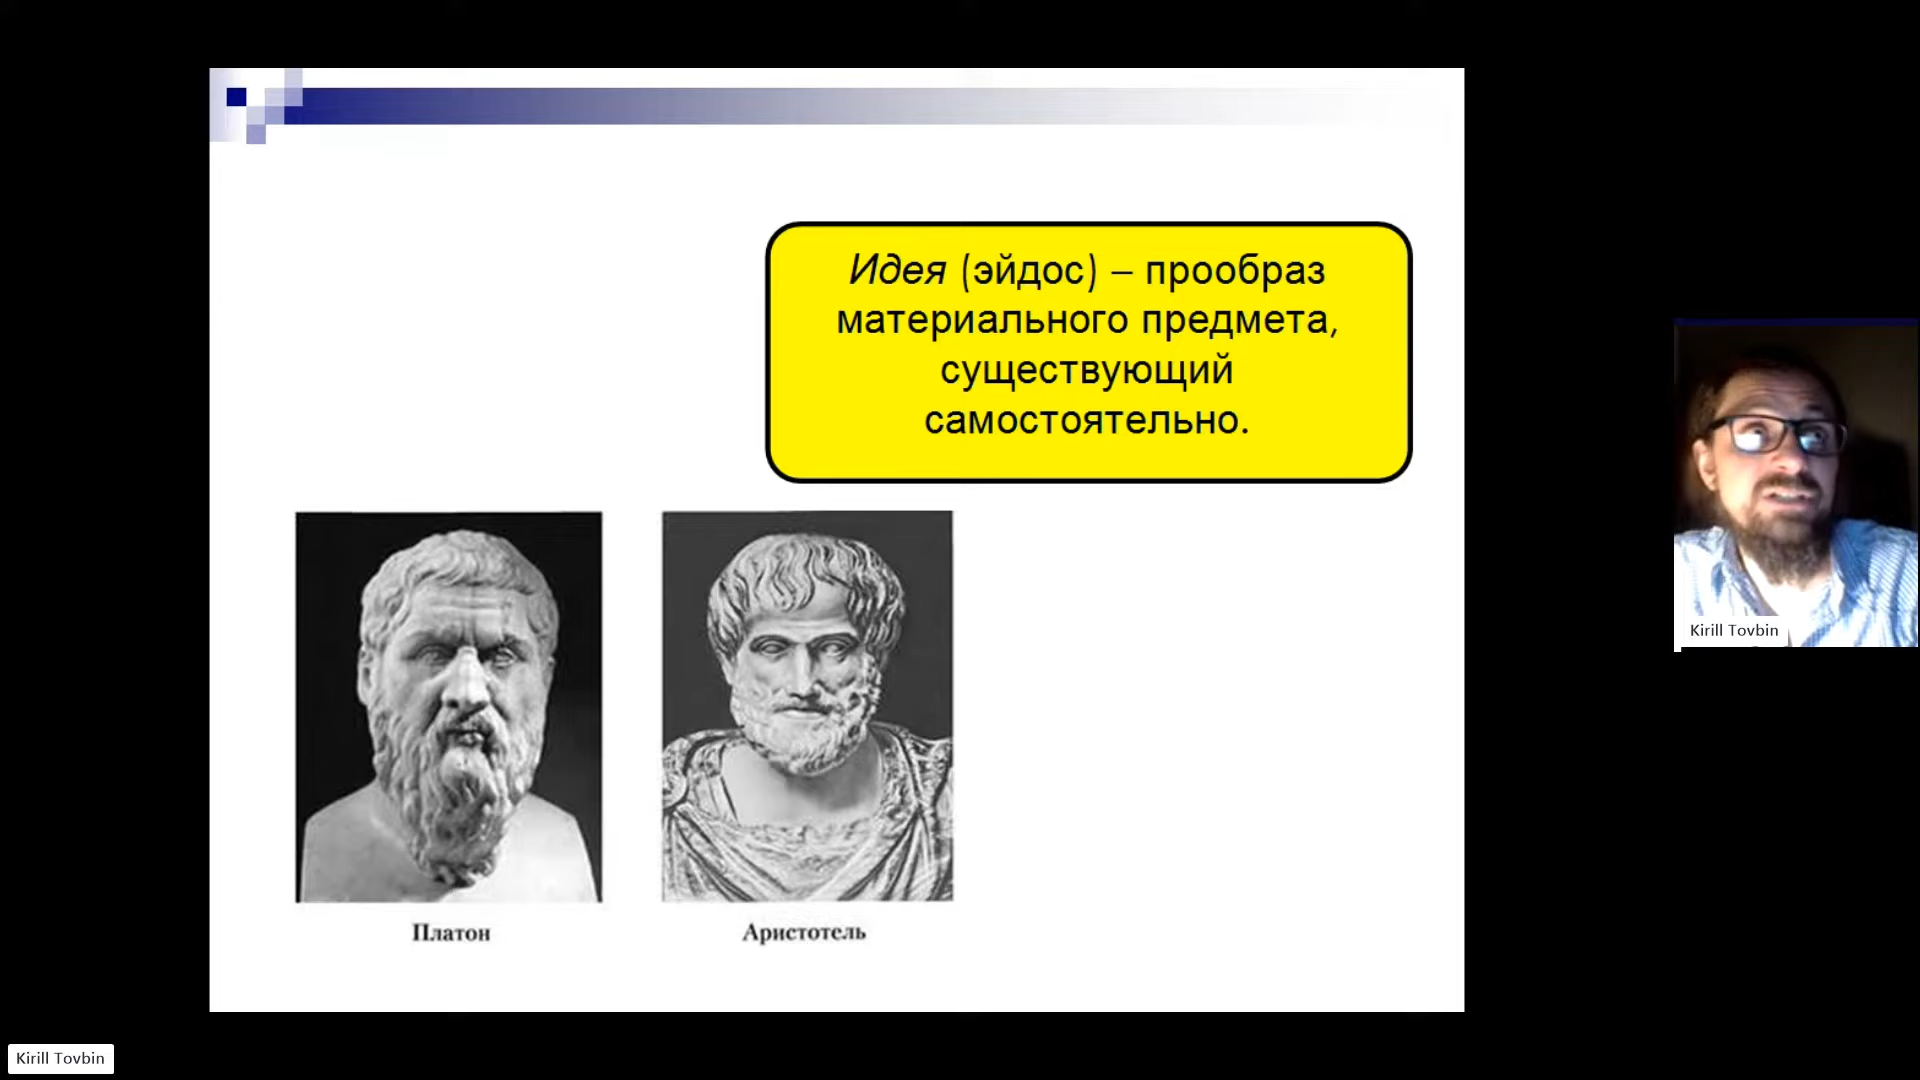 Идея (эйдос) – прообраз
материального предмета,
существующий
самостоятельно.
Платон
Аристотель
Kirill Tovbin
Kirill Tovbin